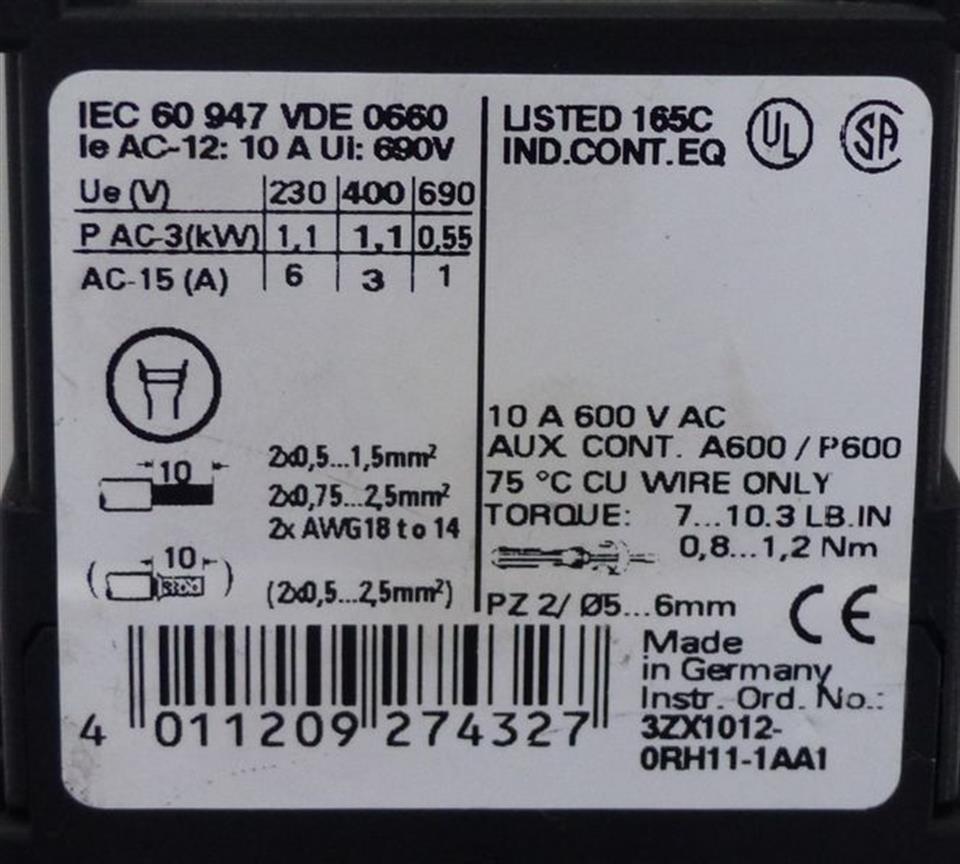 IEC 60 947 VDE 0660
Ie AC-12: 10 A Ui: 690V
Ue (V) 230 400 690
P AC-3(kW) 1,1 1,1 0,55
AC-15 (A) 6 3 1
10
2x0,5...1,5mm²
2x0,75...2,5mm²
2x AWG18 to 14
( 10 ) (2x0,5...2,5mm²)
LISTED 165C
IND.CONT.EQ
UL
SA
10 A 600 V AC
AUX CONT. A600 / P600
75 °C CU WIRE ONLY
TORQUE: 7...10.3 LB.IN
0,8...1,2 Nm
PZ 2/ Ø5...6mm
CE
Made
in Germany
Instr. Ord. No.:
3ZX1012-
0RH11-1AA1
4 011209 274327